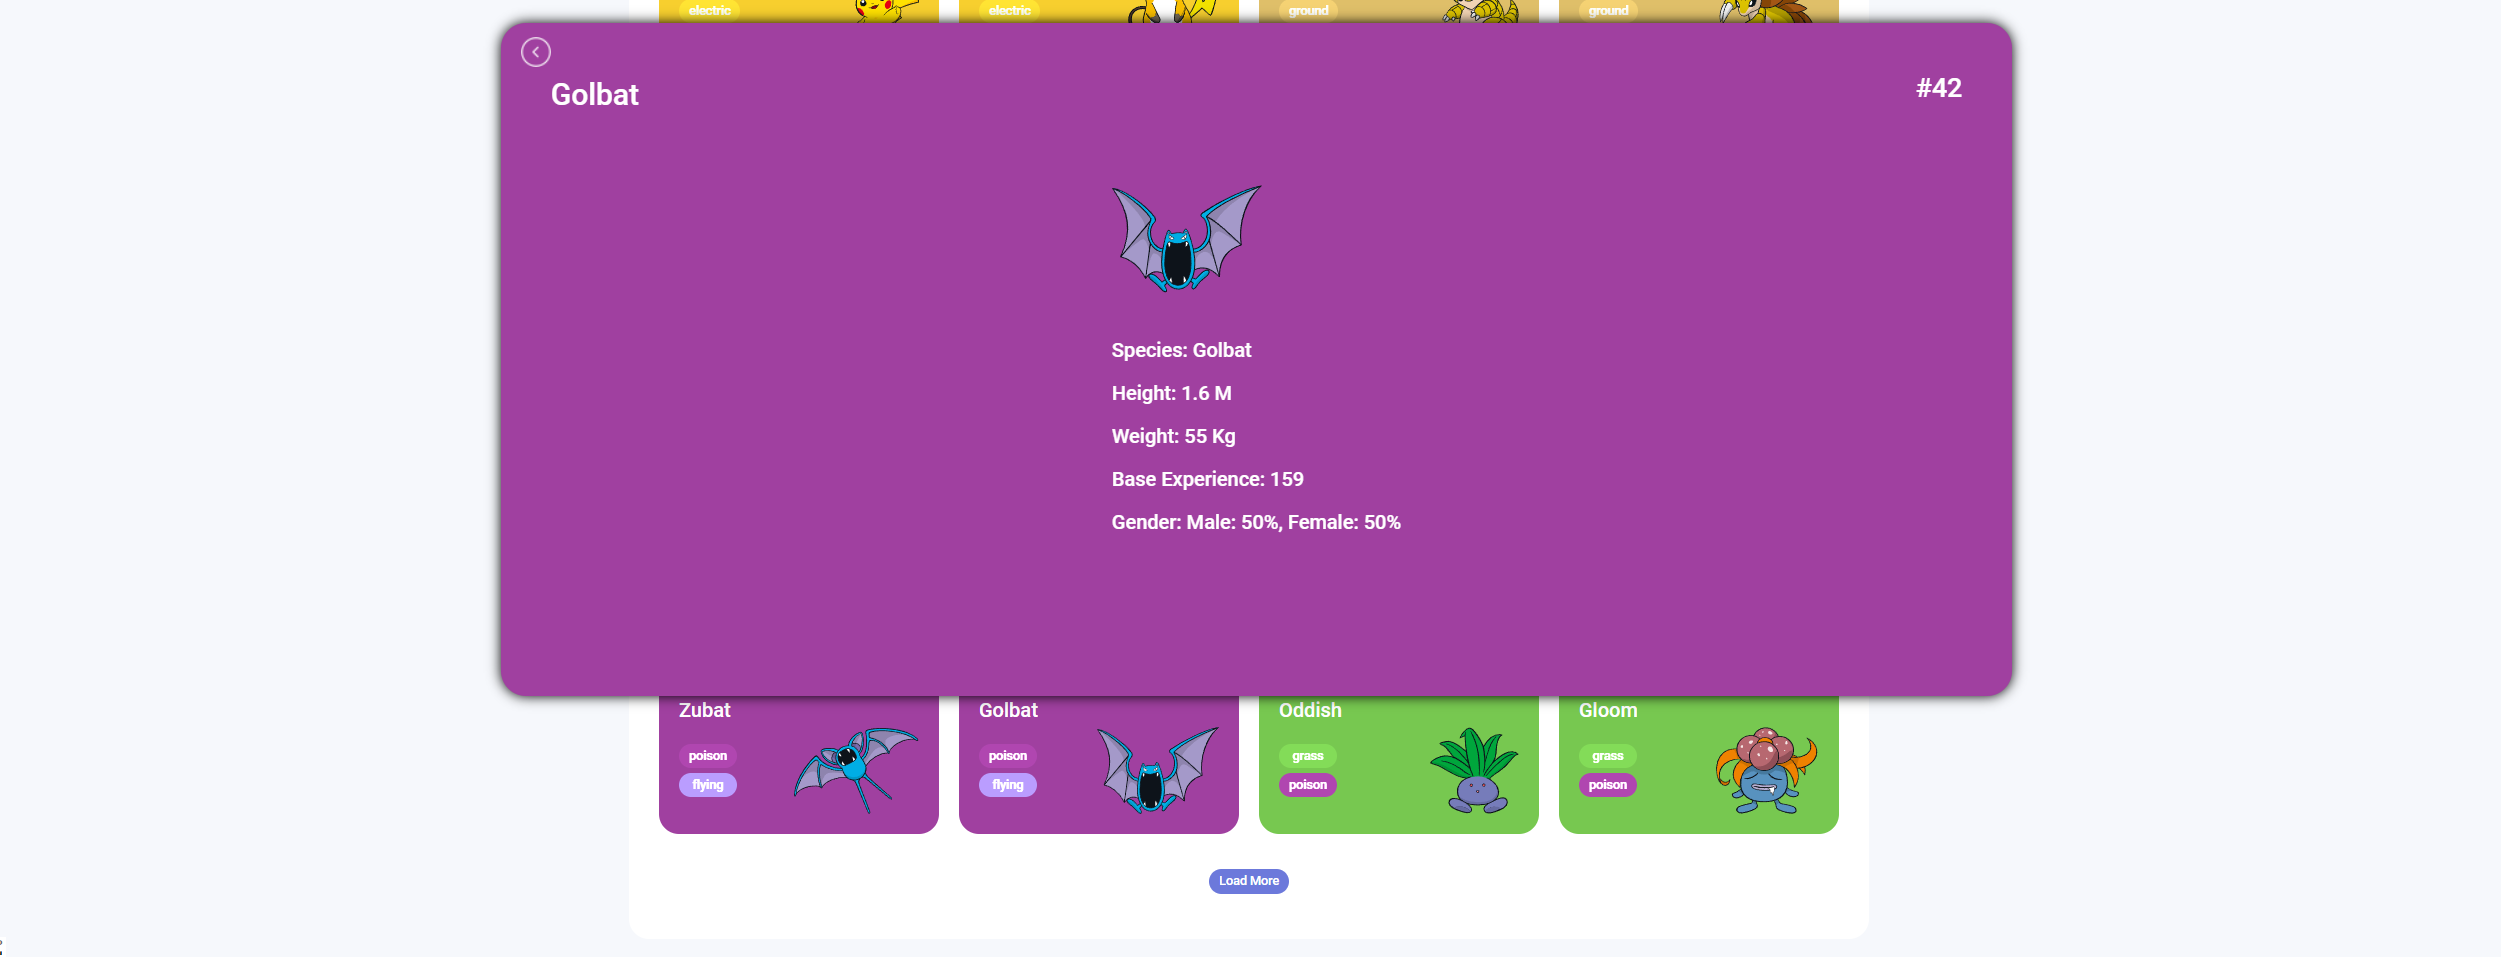 electric
electric
ground
ground
Golbat
#42
Species: Golbat
Height: 1.6 M
Weight: 55 Kg
Base Experience: 159
Gender: Male: 50%, Female: 50%
Zubat
poison
flying
Golbat
poison
flying
Oddish
grass
poison
Gloom
grass
poison
Load More